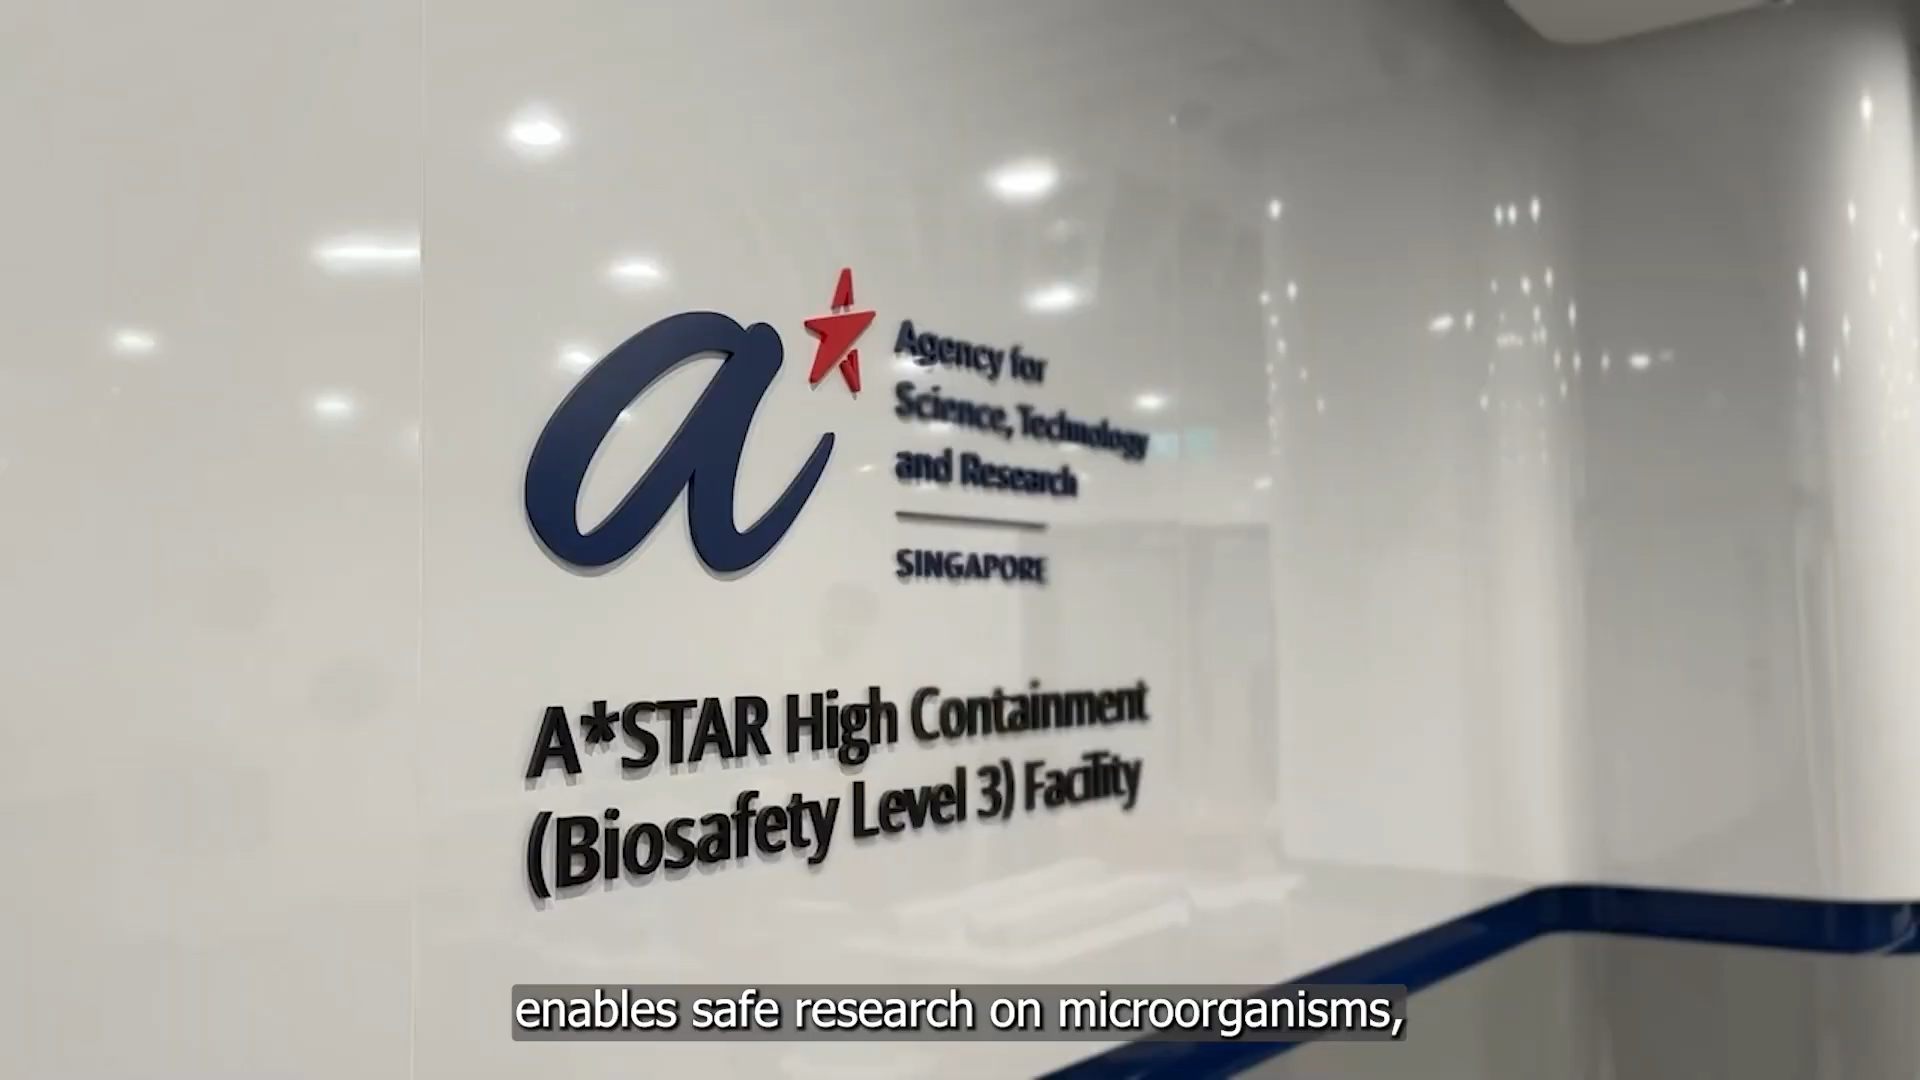 a
Agency for
Science, Technology
and Research
SINGAPORE
A*STAR High Containment
(Biosafety Level 3) Facility
enables safe research on microorganisms,